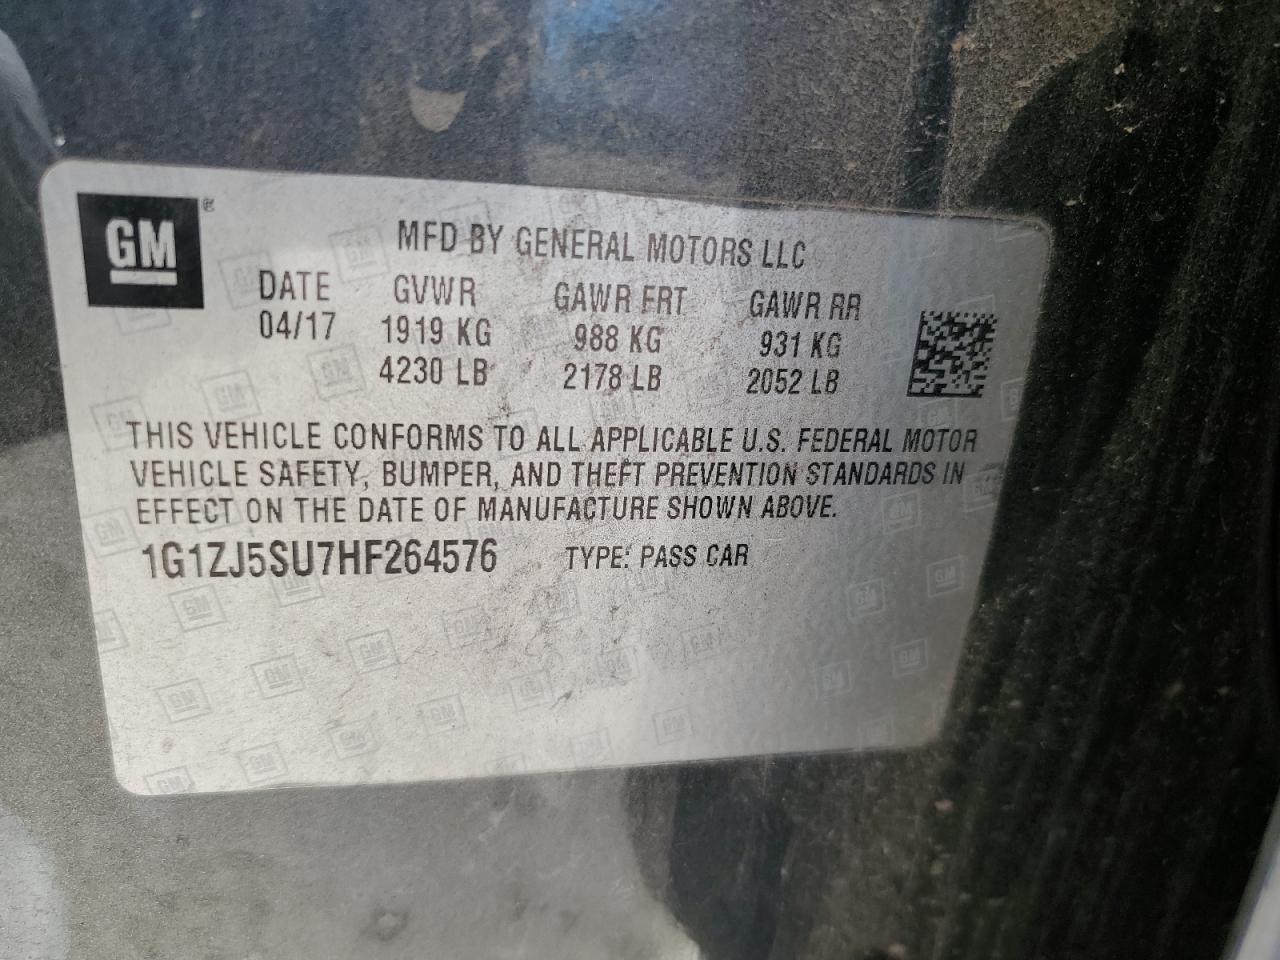 GM ®
MFD BY GENERAL MOTORS LLC
DATE GVWR GAWR FRT GAWR RR
04/17 1919 KG 988 KG 931 KG
4230 LB 2178 LB 2052 LB
THIS VEHICLE CONFORMS TO ALL APPLICABLE U.S. FEDERAL MOTOR
VEHICLE SAFETY, BUMPER, AND THEFT PREVENTION STANDARDS IN
EFFECT ON THE DATE OF MANUFACTURE SHOWN ABOVE.
1G1ZJ5SU7HF264576 TYPE: PASS CAR